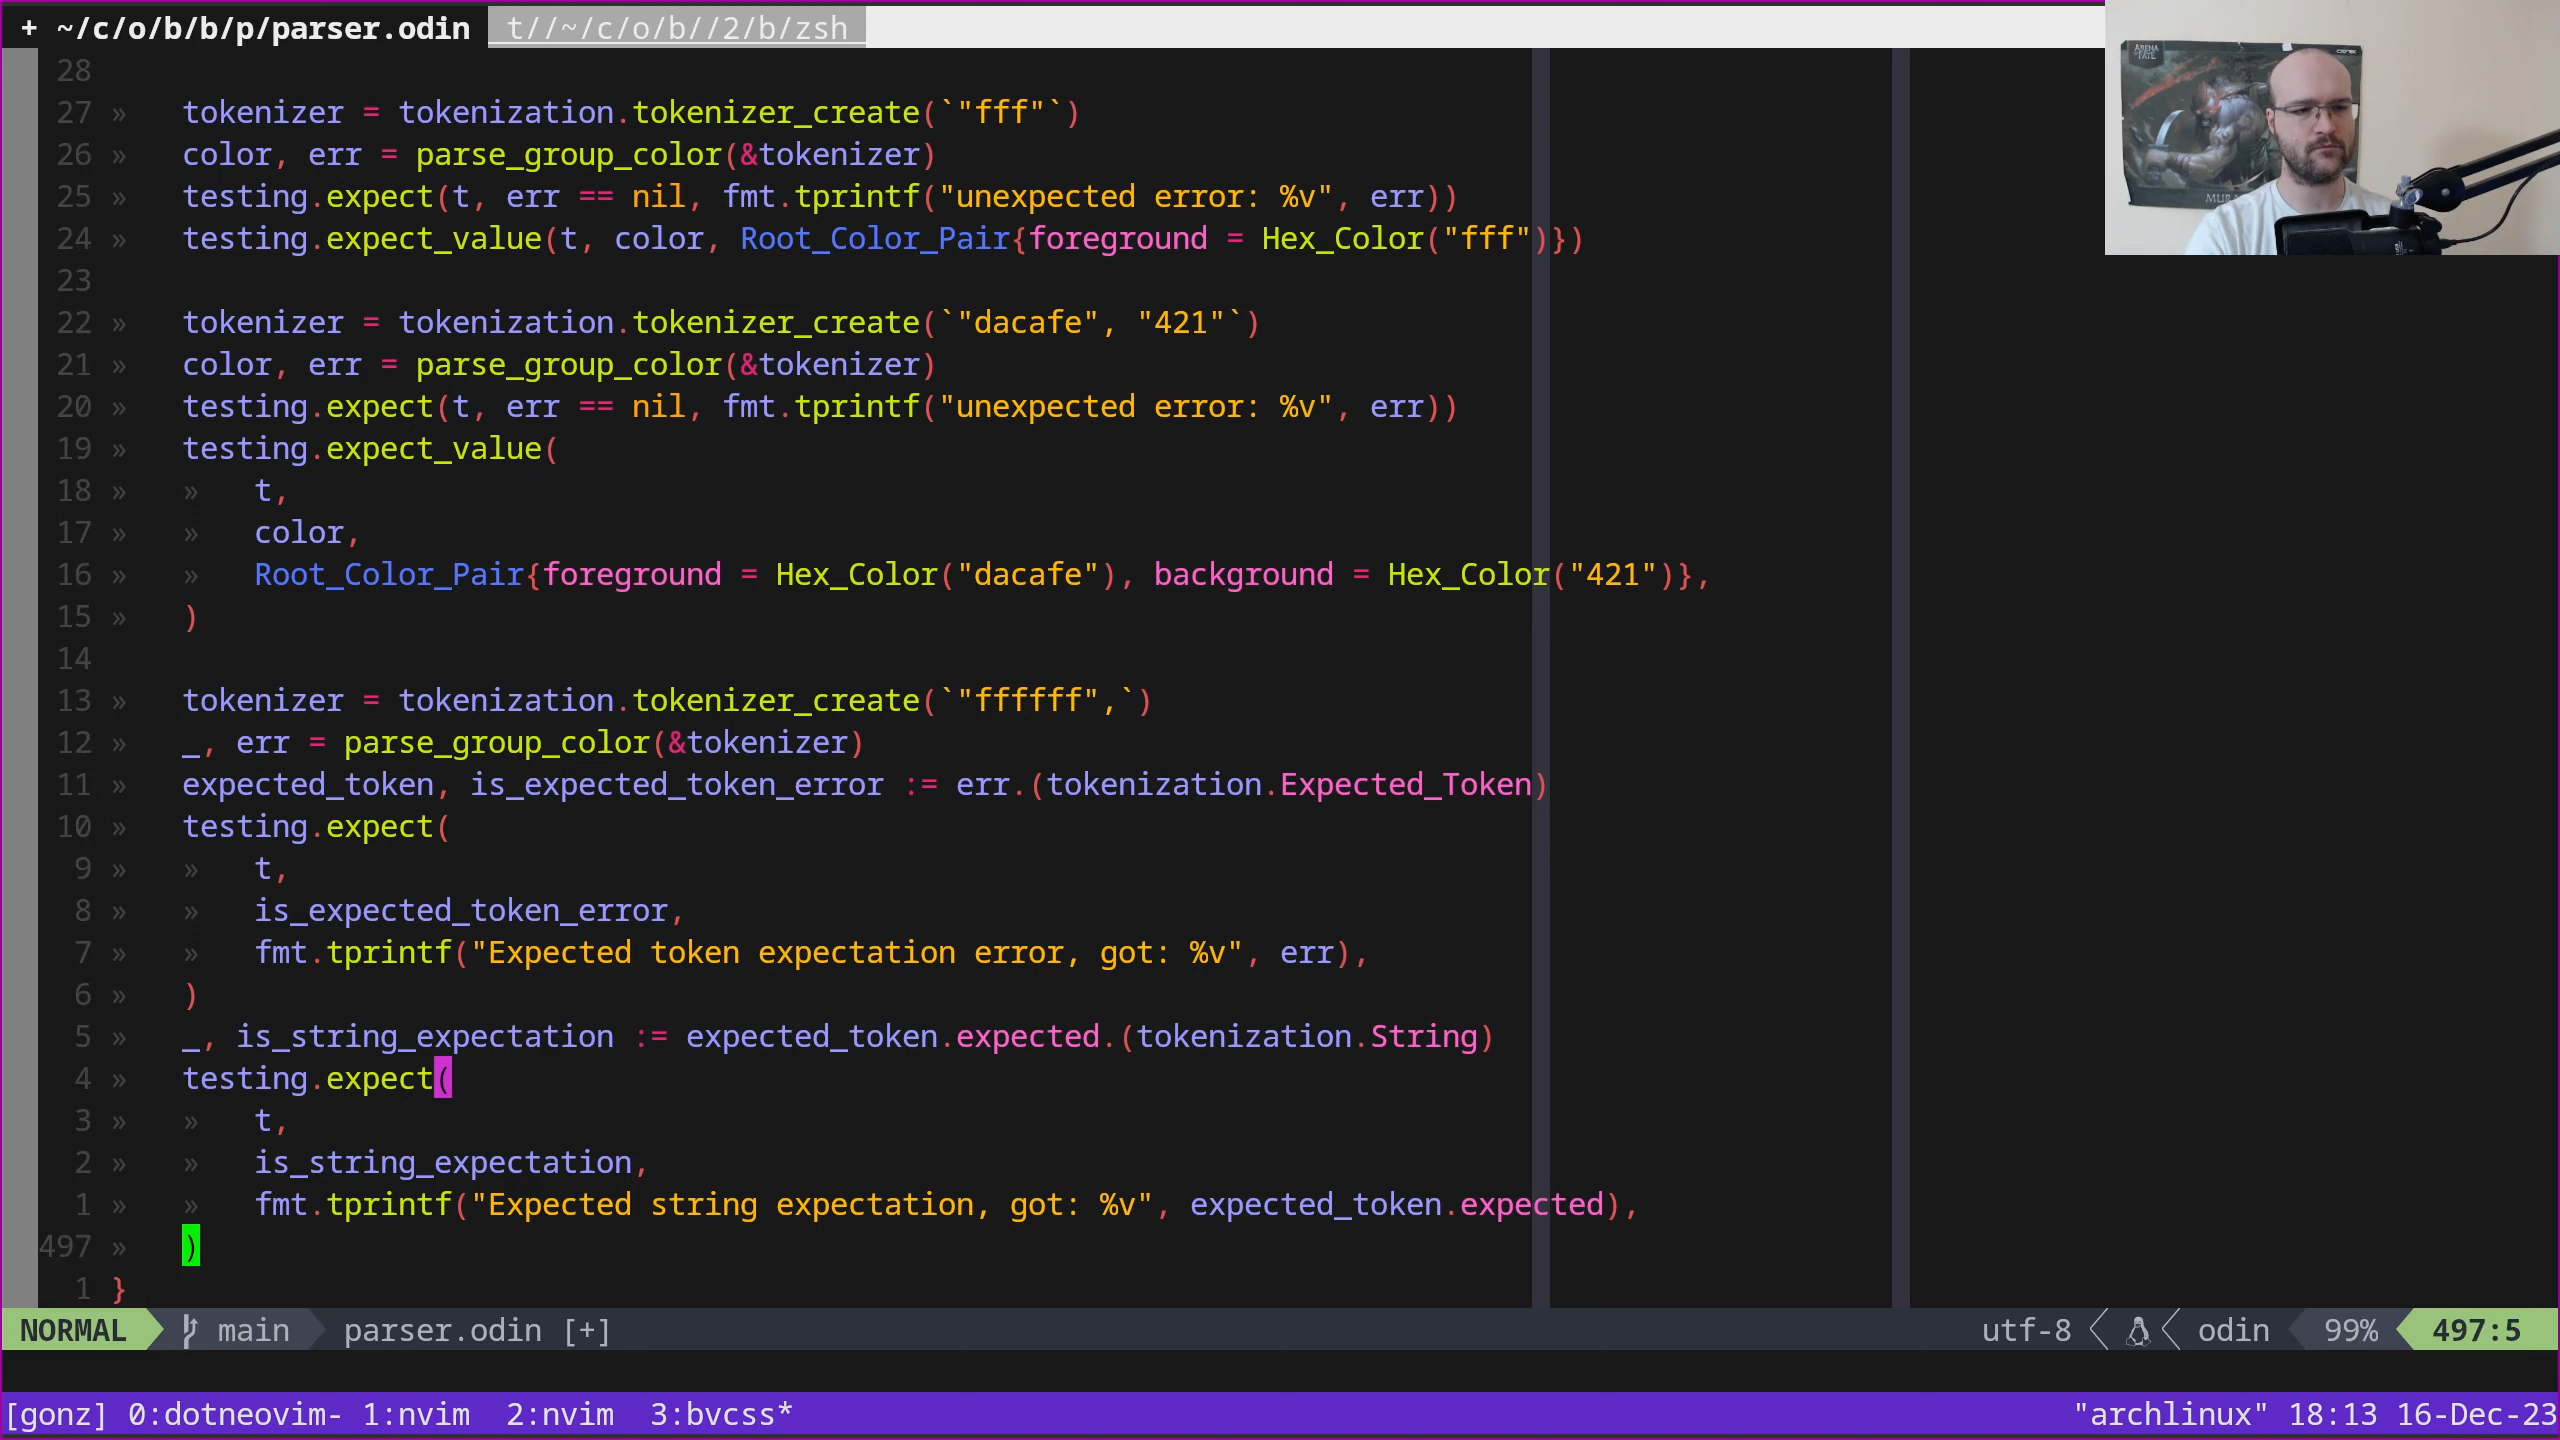 + ~/c/o/b/b/p/parser.odin  t//~/c/o/b//2/b/zsh
28
27 »   tokenizer = tokenization.tokenizer_create(`"fff"`)
26 »   color, err = parse_group_color(&tokenizer)
25 »   testing.expect(t, err == nil, fmt.tprintf("unexpected error: %v", err))
24 »   testing.expect_value(t, color, Root_Color_Pair{foreground = Hex_Color("fff")})
23
22 »   tokenizer = tokenization.tokenizer_create(`"dacafe", "421"`)
21 »   color, err = parse_group_color(&tokenizer)
20 »   testing.expect(t, err == nil, fmt.tprintf("unexpected error: %v", err))
19 »   testing.expect_value(
18 »   »   t,
17 »   »   color,
16 »   »   Root_Color_Pair{foreground = Hex_Color("dacafe"), background = Hex_Color("421")},
15 »   )
14
13 »   tokenizer = tokenization.tokenizer_create(`"ffffff",`)
12 »   _, err = parse_group_color(&tokenizer)
11 »   expected_token, is_expected_token_error := err.(tokenization.Expected_Token)
10 »   testing.expect(
9 »   »   t,
8 »   »   is_expected_token_error,
7 »   »   fmt.tprintf("Expected token expectation error, got: %v", err),
6 »   )
5 »   _, is_string_expectation := expected_token.expected.(tokenization.String)
4 »   testing.expect(
3 »   »   t,
2 »   »   is_string_expectation,
1 »   »   fmt.tprintf("Expected string expectation, got: %v", expected_token.expected),
497 »   )
1 }
NORMAL  main  parser.odin [+]  utf-8  odin  99%  497:5
[gonz] 0:dotneovim- 1:nvim  2:nvim  3:bvcss*  "archlinux" 18:13 16-Dec-23
ARENA
FATE